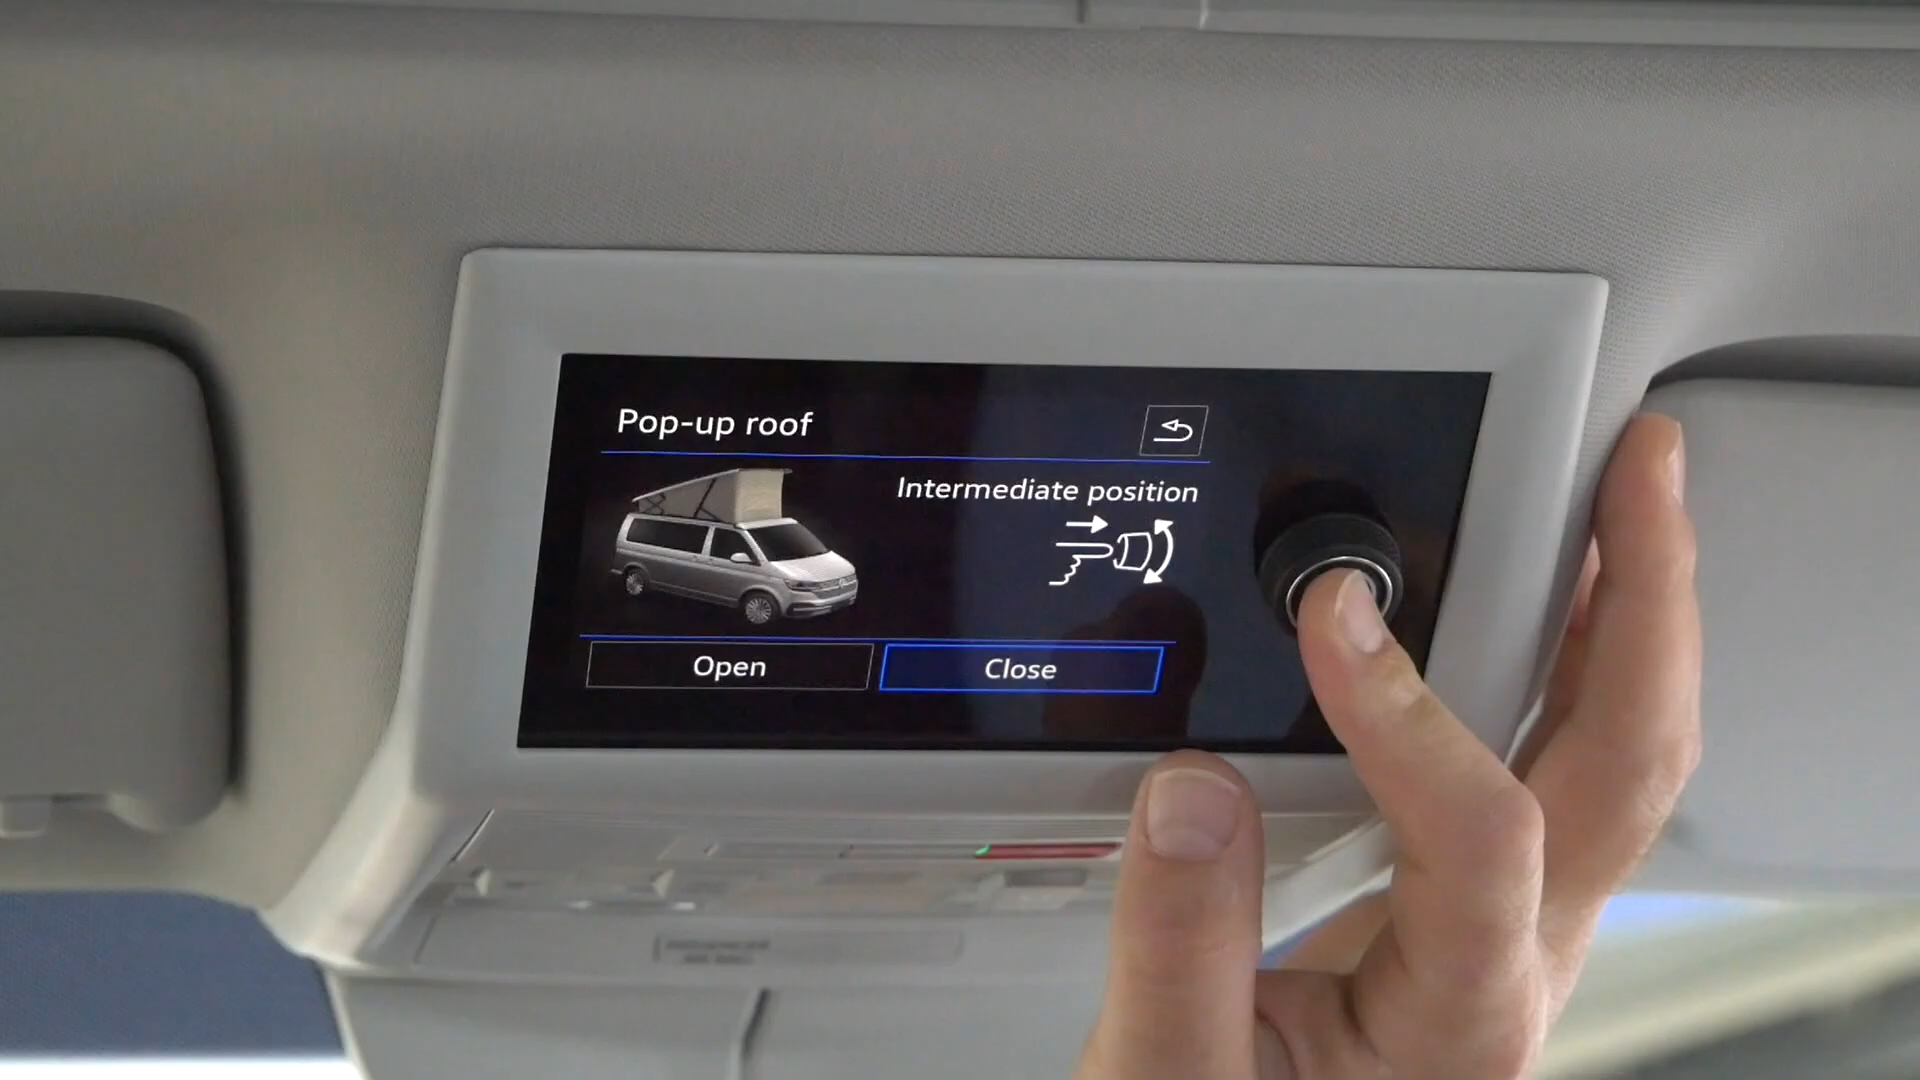 Pop-up roof
Intermediate position
Open
Close